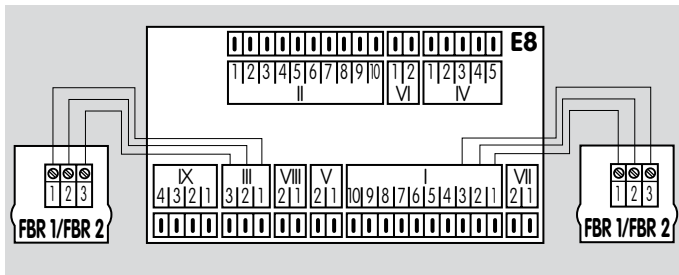 E8
1 2 3 4 5 6 7 8 9 10 1 2 1 2 3 4 5
II VI IV
IX III VIII V I VII
4 3 2 1 3 2 1 2 1 2 1 10 9 8 7 6 5 4 3 2 1 2 1
1 2 3
FBR 1/FBR 2
1 2 3
FBR 1/FBR 2